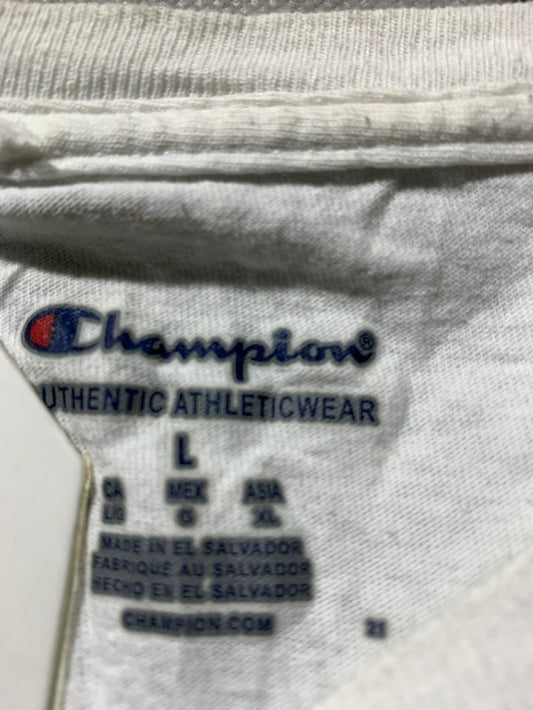 Champion®
UTHENTIC ATHLETICWEAR
L
CA MEX ASIA
L/G G XL
MADE IN EL SALVADOR
FABRIQUÉ AU SALVADOR
HECHO EN EL SALVADOR
CHAMPION.COM 21